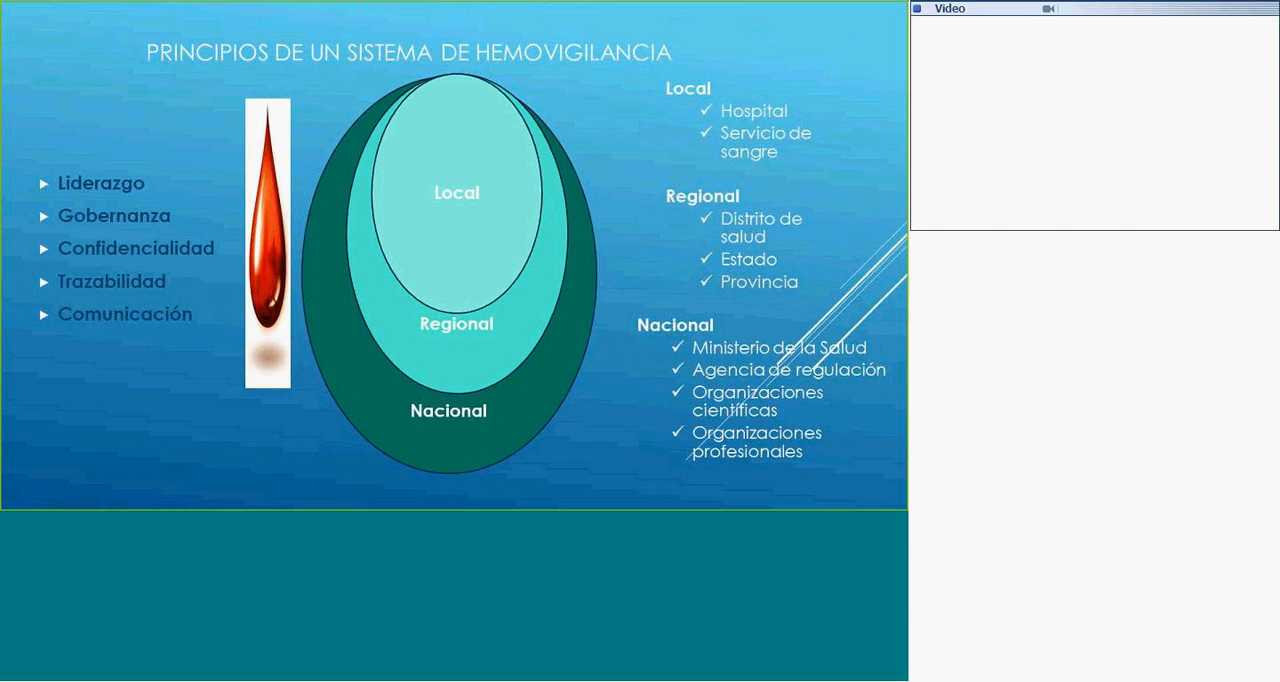 PRINCIPIOS DE UN SISTEMA DE HEMOVIGILANCIA
Liderazgo
Gobernanza
Confidencialidad
Trazabilidad
Comunicación
Local
Regional
Nacional
Local
Hospital
Servicio de
sangre
Regional
Distrito de
salud
Estado
Provincia
Nacional
Ministerio de la Salud
Agencia de regulación
Organizaciones
científicas
Organizaciones
profesionales
Video